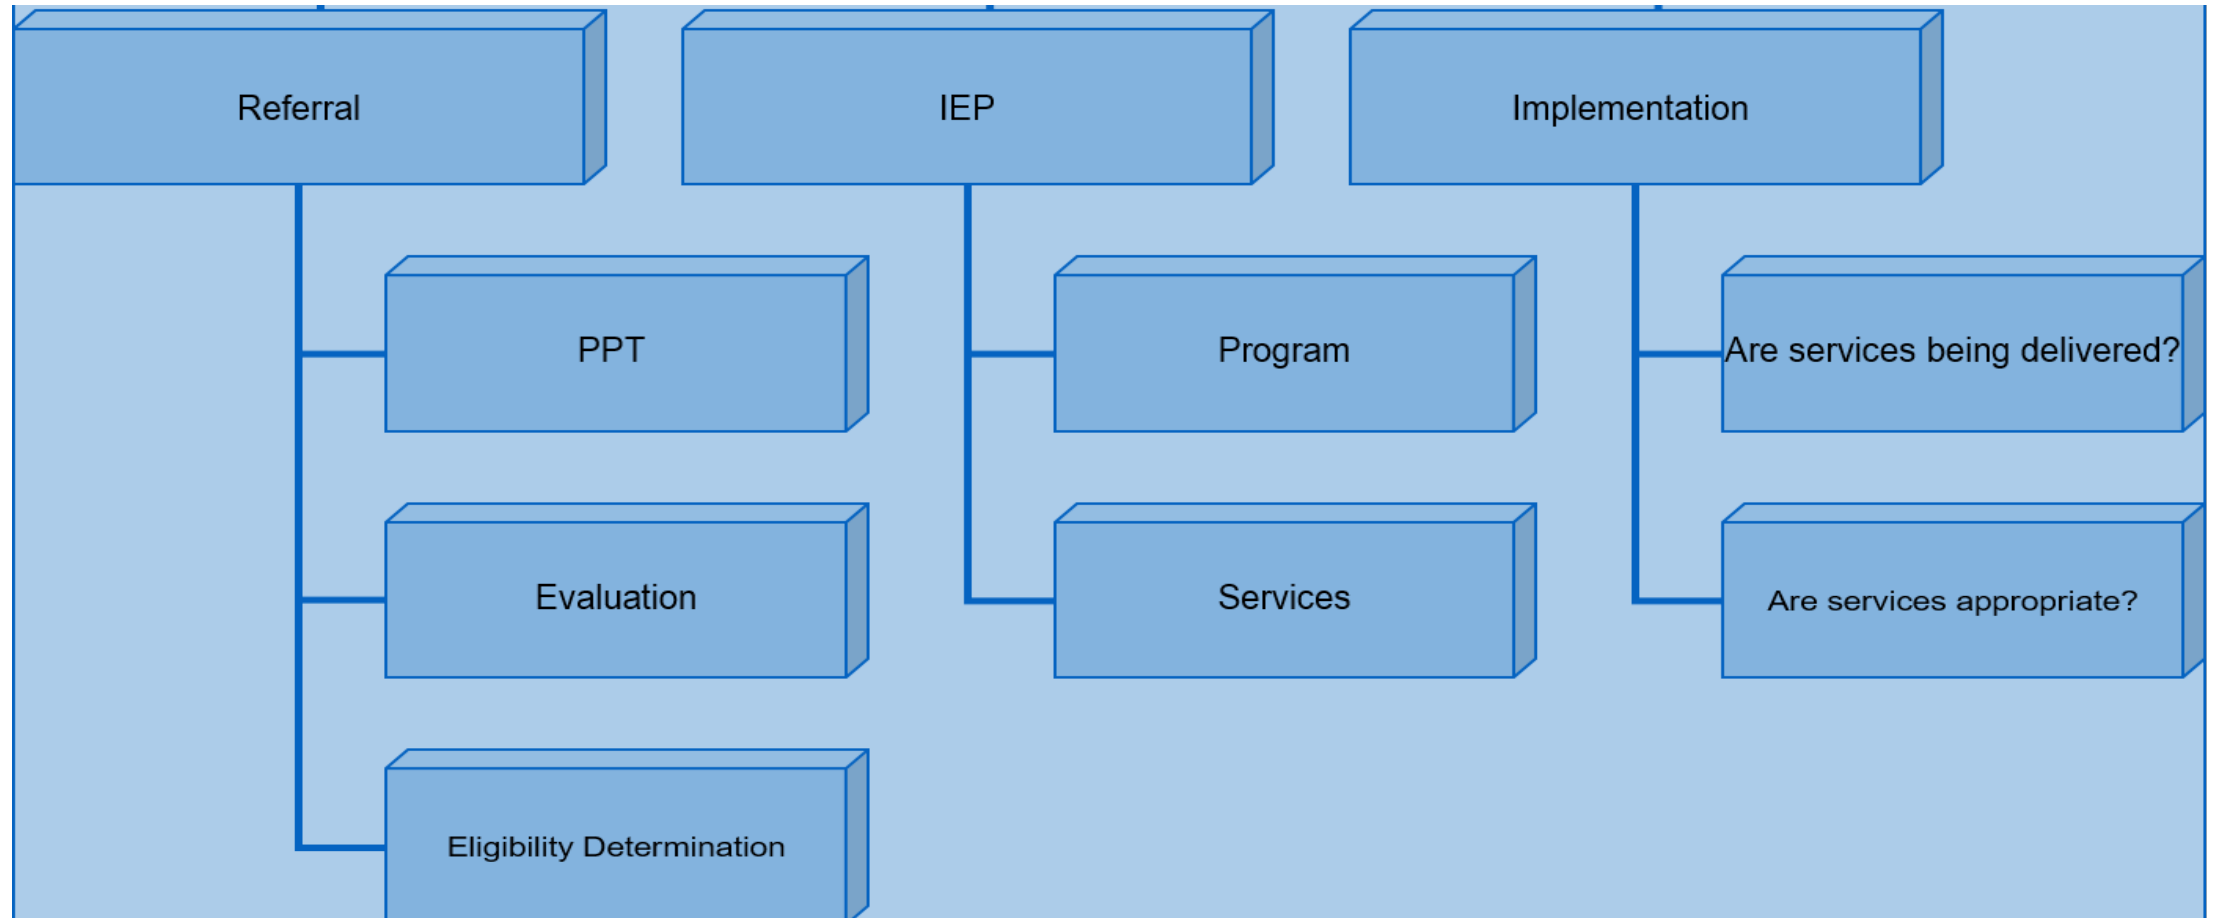 Referral
IEP
Implementation
PPT
Program
Are services being delivered?
Evaluation
Services
Are services appropriate?
Eligibility Determination